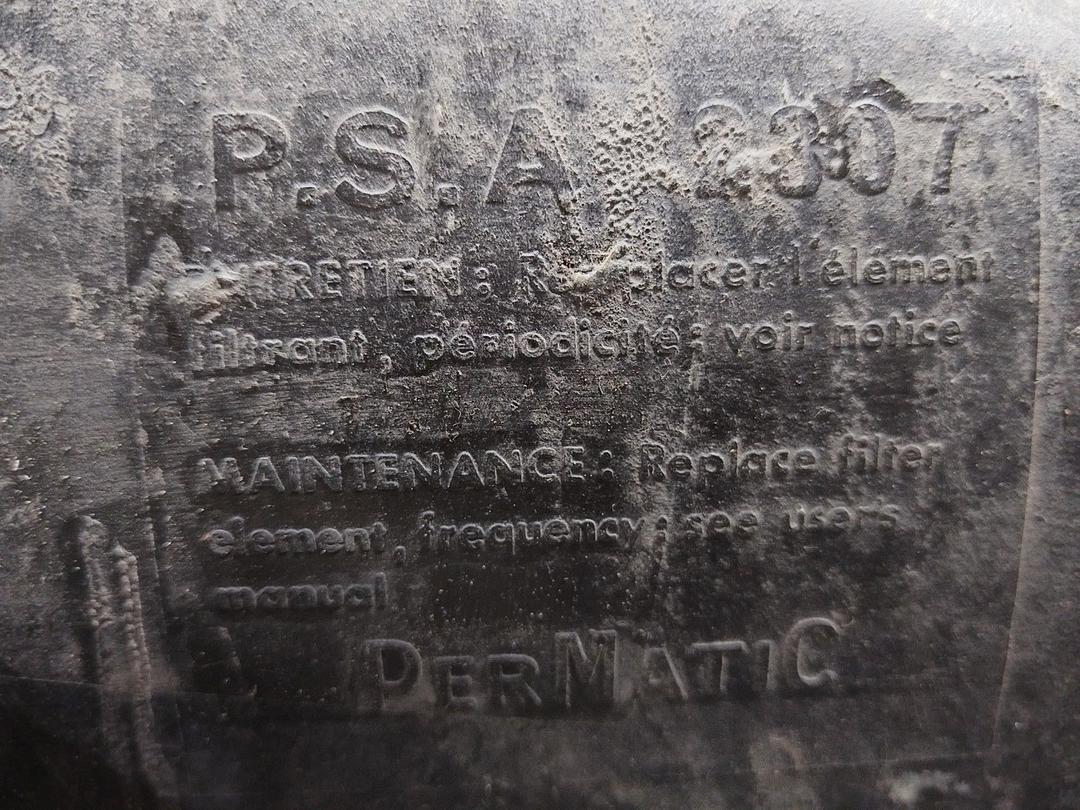 P.S.A 2307
ENTRETIEN: Remplacer l'élément
filtrant, périodicité: voir notice
MAINTENANCE: Replace filter
element, frequency: see users
manual
PERMATIC